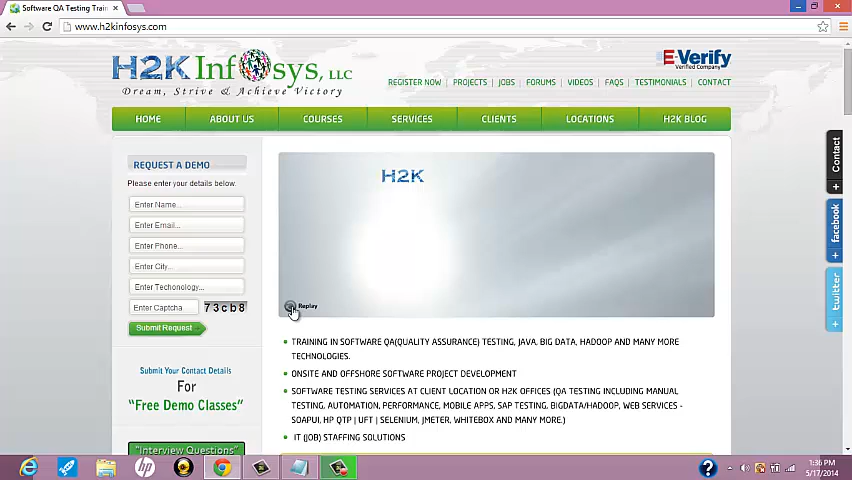 Software QA Testing Train
www.h2kinfosys.com
H2K Infosys, LLC
Dream, Strive & Achieve Victory
E-Verify
Verified Company
REGISTER NOW | PROJECTS | JOBS | FORUMS | VIDEOS | FAQS | TESTIMONIALS | CONTACT
HOME ABOUT US COURSES SERVICES CLIENTS LOCATIONS H2K BLOG
REQUEST A DEMO
Please enter your details below.
Enter Name...
Enter Email...
Enter Phone...
Enter City...
Enter Techonology...
Enter Captcha 73cb8
Submit Request
Submit Your Contact Details
For
"Free Demo Classes"
"Interview Questions"
H2K
Replay
TRAINING IN SOFTWARE QA(QUALITY ASSURANCE) TESTING, JAVA, BIG DATA, HADOOP AND MANY MORE
TECHNOLOGIES.
ONSITE AND OFFSHORE SOFTWARE PROJECT DEVELOPMENT
SOFTWARE TESTING SERVICES AT CLIENT LOCATION OR H2K OFFICES (QA TESTING INCLUDING MANUAL
TESTING, AUTOMATION, PERFORMANCE, MOBILE APPS, SAP TESTING, BIGDATA/HADOOP, WEB SERVICES -
SOAPUI, HP QTP | UFT | SELENIUM, JMETER, WHITEBOX AND MANY MORE.)
IT (JOB) STAFFING SOLUTIONS
+ Contact
+ facebook
+ twitter
hp
1:36 PM
5/17/2014